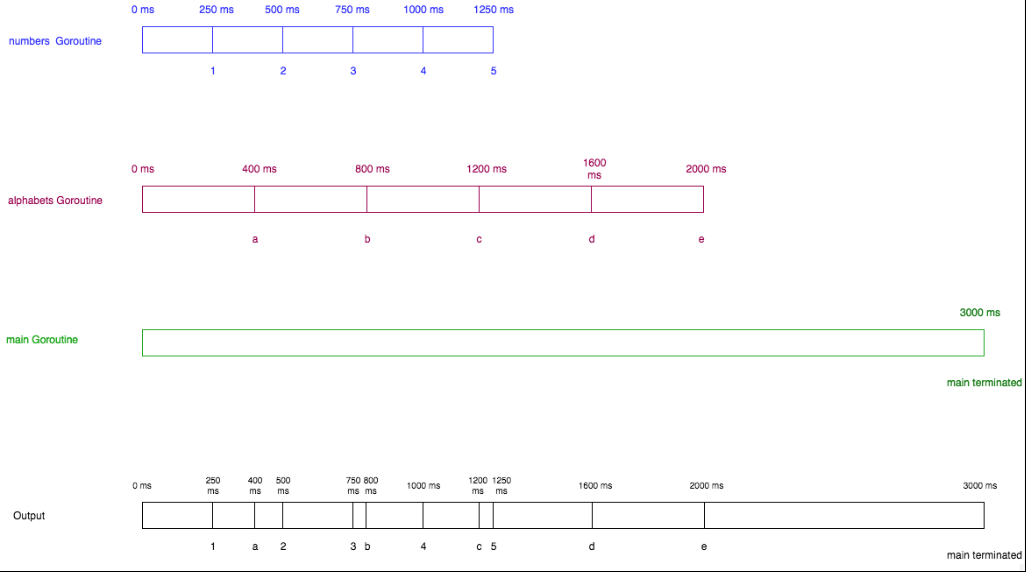 0 ms 250 ms 500 ms 750 ms 1000 ms 1250 ms
numbers Goroutine
1 2 3 4 5
0 ms 400 ms 800 ms 1200 ms 1600 ms 2000 ms
alphabets Goroutine
a b c d e
3000 ms
main Goroutine
main terminated
0 ms 250 ms 400 ms 500 ms 750 ms 800 ms 1000 ms 1200 ms 1250 ms 1600 ms 2000 ms 3000 ms
Output
1 a 2 3 b 4 c 5 d e
main terminated